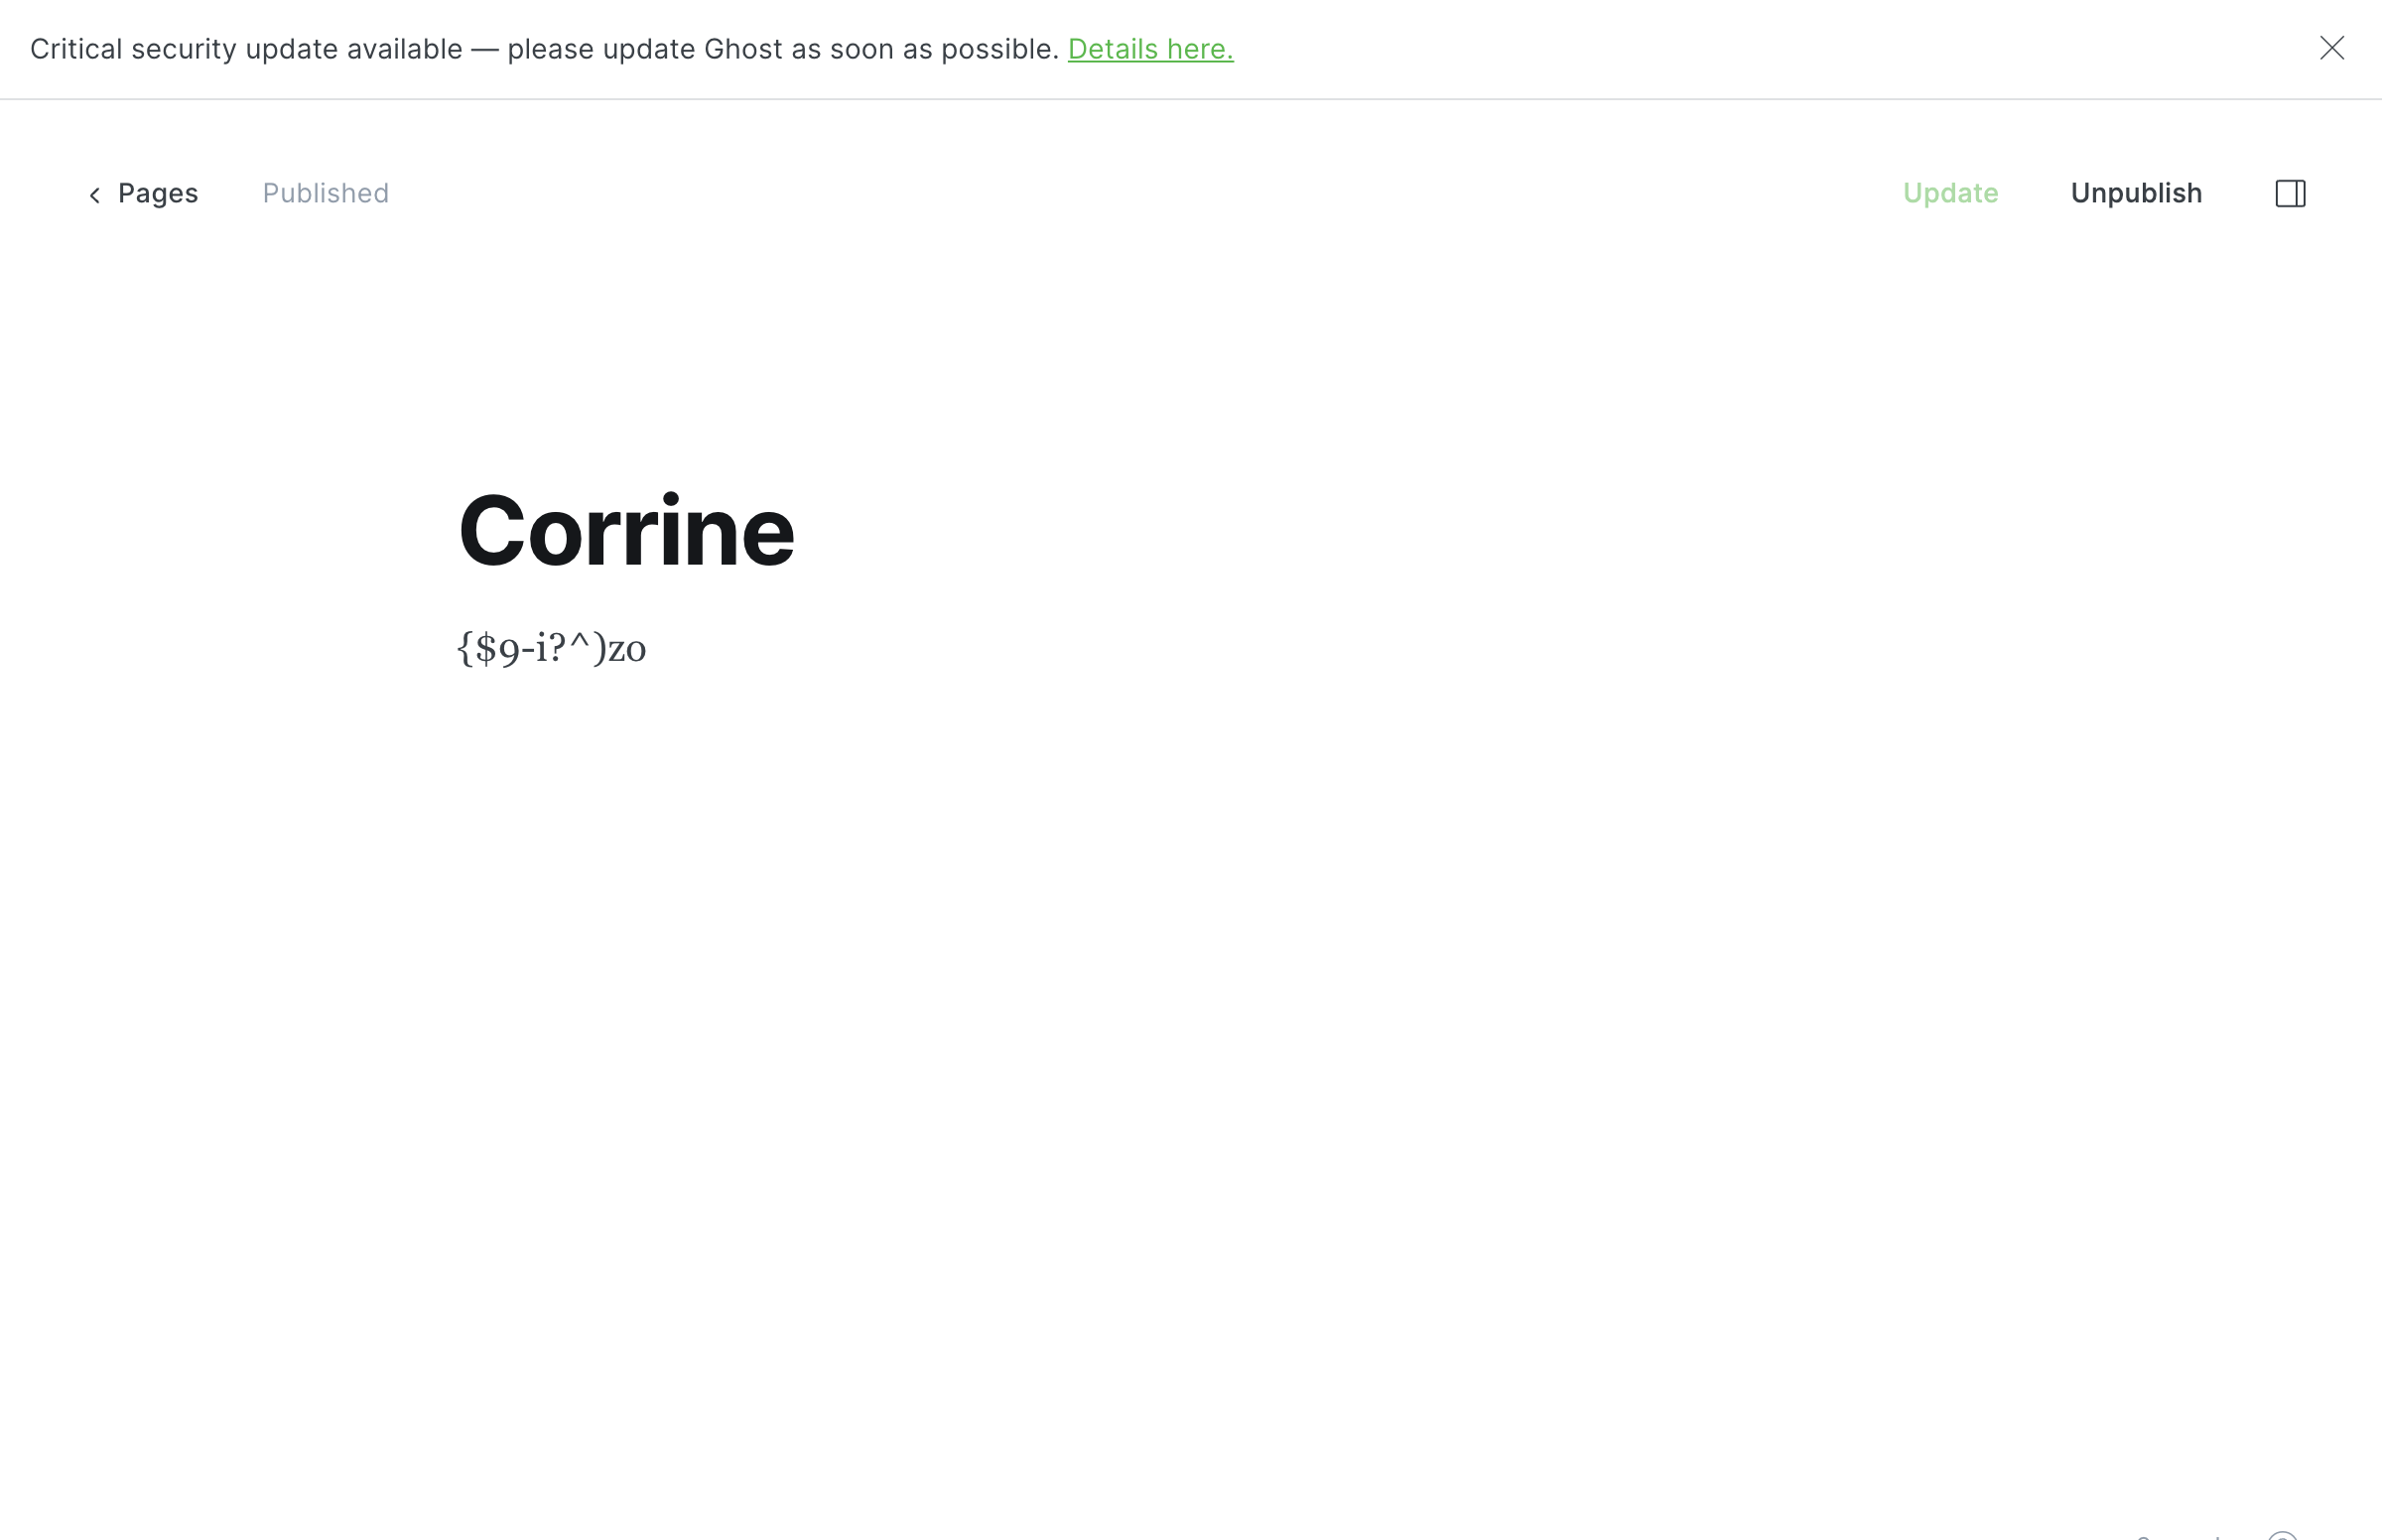 Critical security update available — please update Ghost as soon as possible. Details here.
Pages Published Update Unpublish
Corrine
{$9-i?^)zo